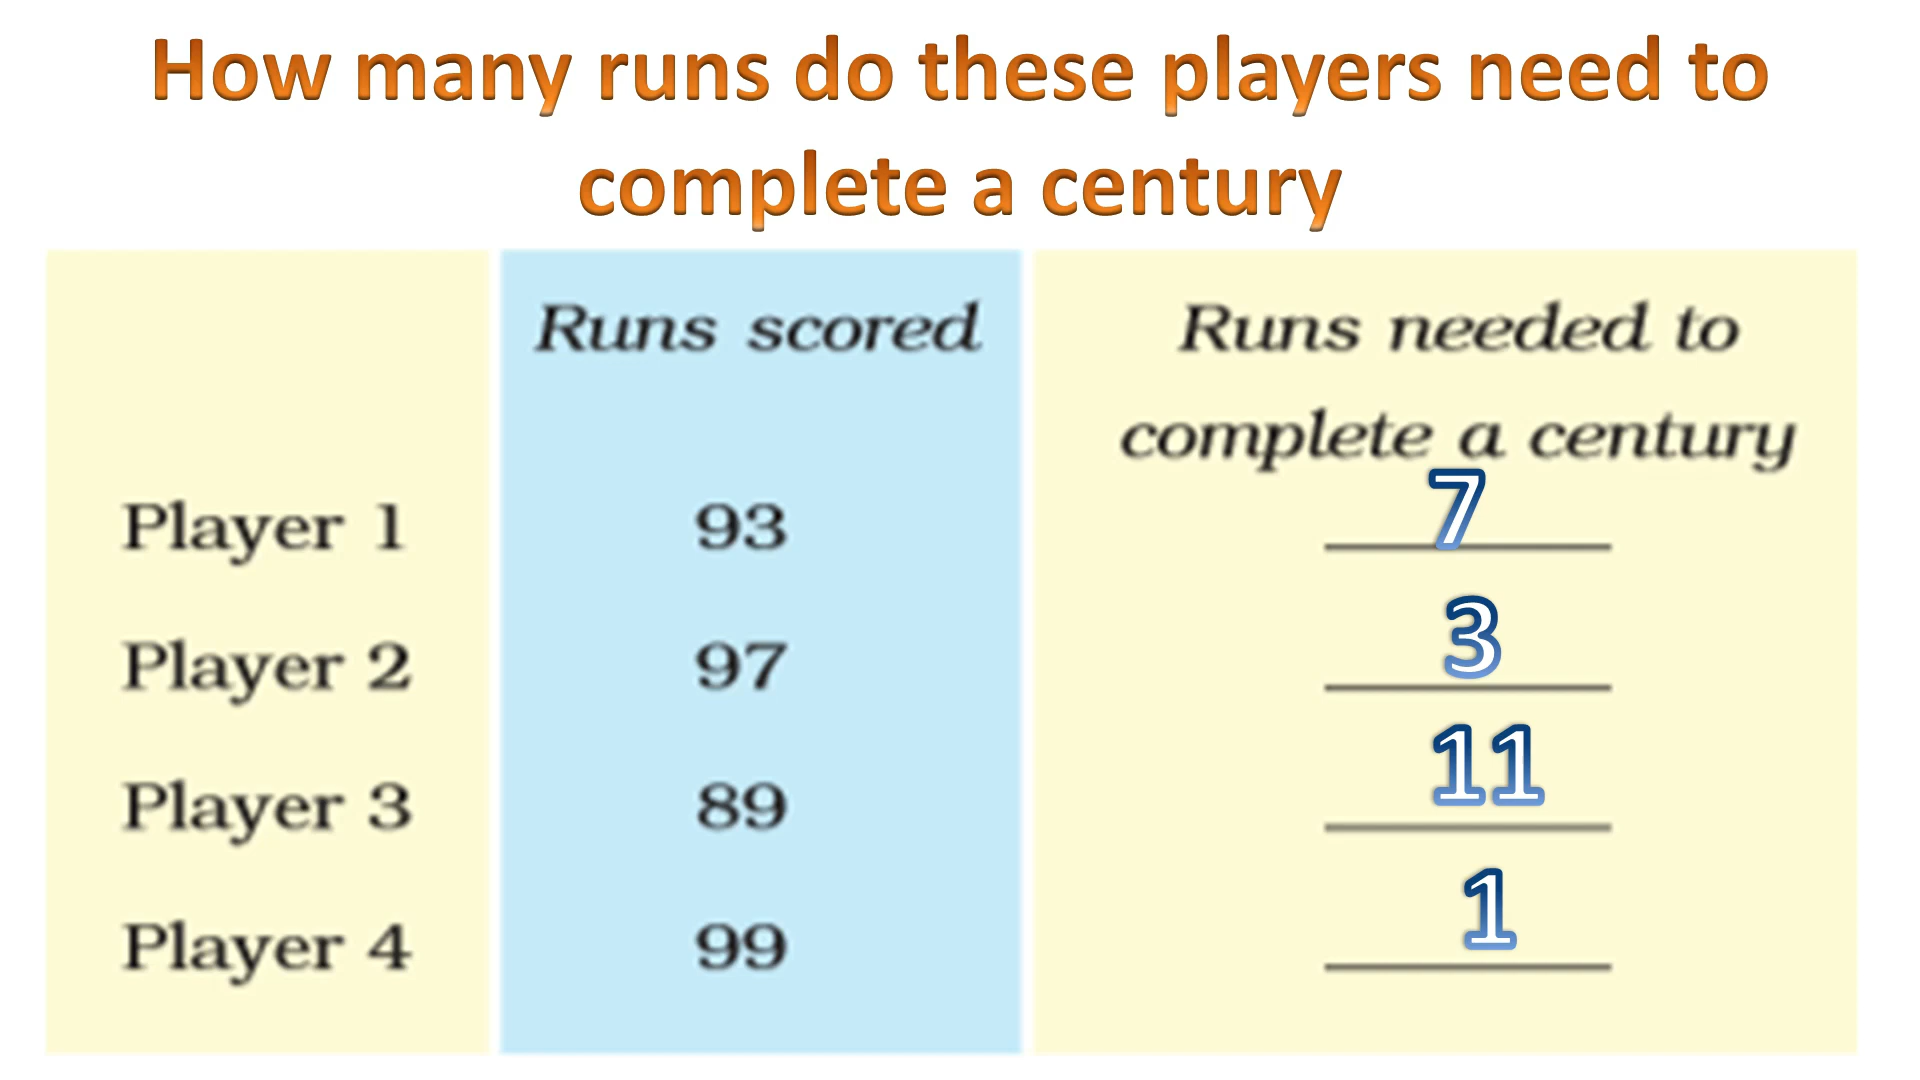 How many runs do these players need to
complete a century
Runs scored Runs needed to
complete a century
Player 1 93 7
Player 2 97 3
Player 3 89 11
Player 4 99 1